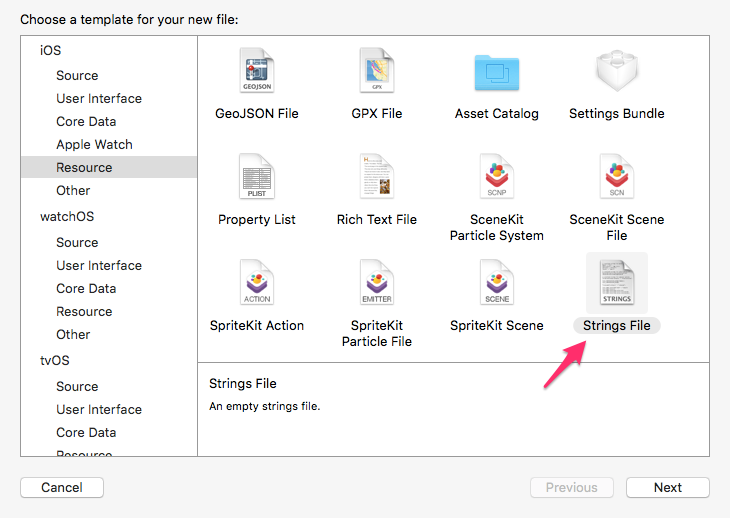 Choose a template for your new file:
iOS
Source
User Interface
Core Data
Apple Watch
Resource
Other
watchOS
Source
User Interface
Core Data
Resource
Other
tvOS
Source
User Interface
Core Data
Resource
GEOJSON
GPX
GeoJSON File
GPX File
Asset Catalog
Settings Bundle
PLIST
SCNP
SCN
Property List
Rich Text File
SceneKit
Particle System
SceneKit Scene
File
ACTION
EMITTER
SCENE
STRINGS
SpriteKit Action
SpriteKit
Particle File
SpriteKit Scene
Strings File
Strings File
An empty strings file.
Cancel
Previous
Next